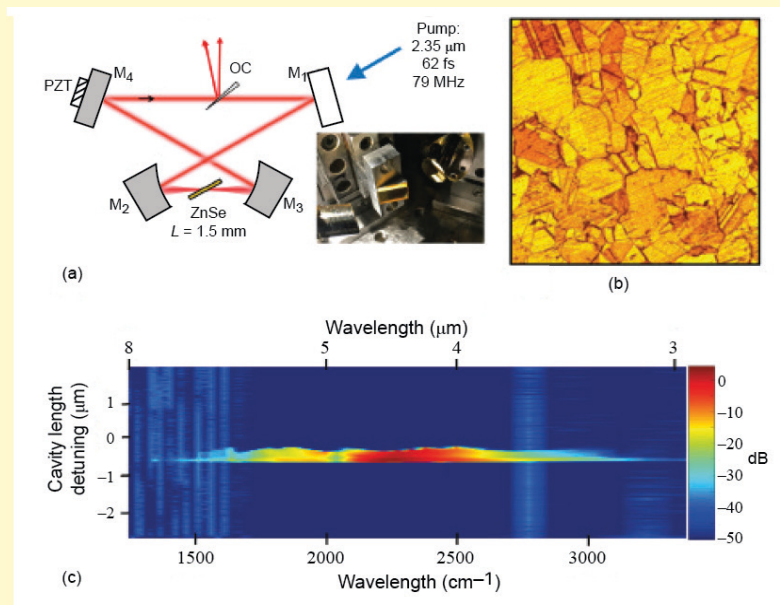 (a)
M4
PZT
OC
M1
Pump:
2.35 μm
62 fs
79 MHz
M2
ZnSe
L = 1.5 mm
M3
(b)
Wavelength (μm)
8 5 4 3
Cavity length
detuning (μm)
1
0
−1
−2
0
−10
−20
−30
−40
−50
dB
1500 2000 2500 3000
(c)
Wavelength (cm−1)